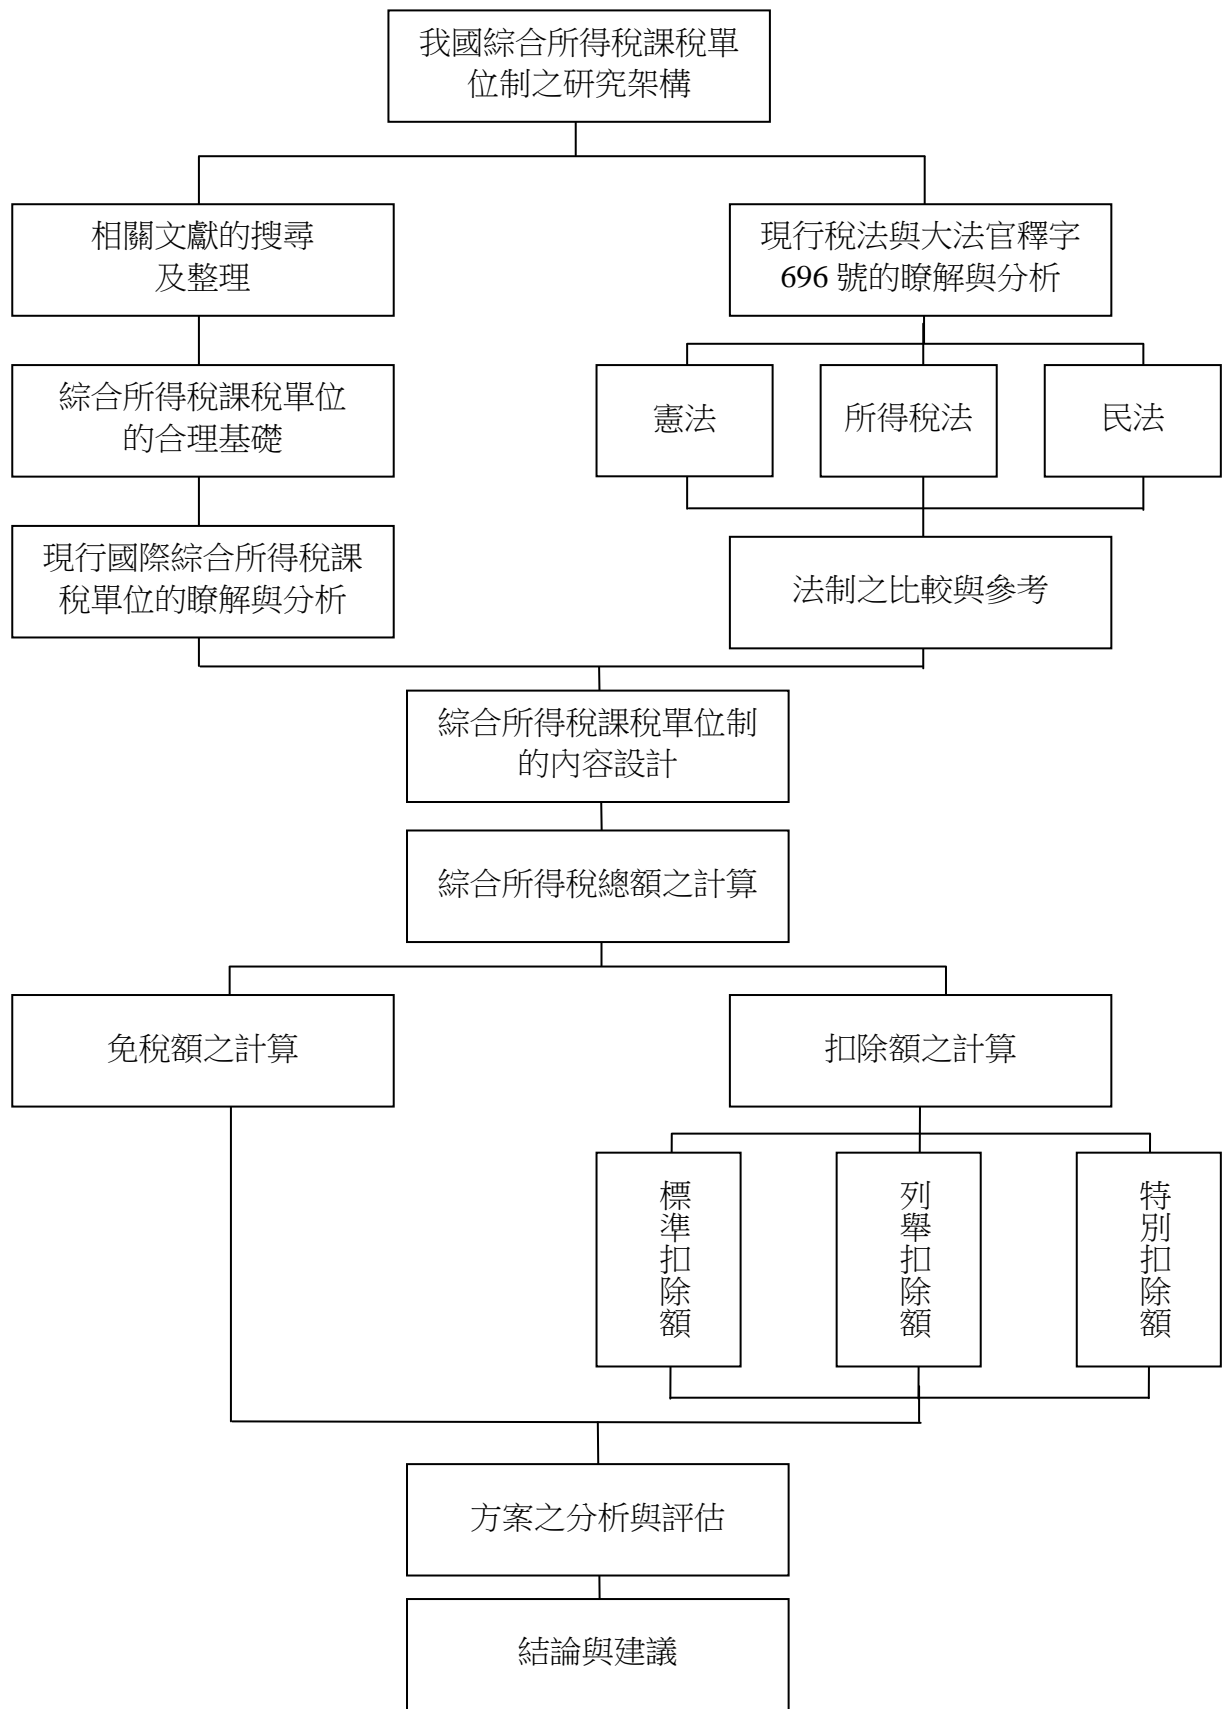 我國綜合所得稅課稅單
位制之研究架構
相關文獻的搜尋
及整理
現行稅法與大法官釋字
696 號的瞭解與分析
綜合所得稅課稅單位
的合理基礎
憲法
所得稅法
民法
現行國際綜合所得稅課
稅單位的瞭解與分析
法制之比較與參考
綜合所得稅課稅單位制
的內容設計
綜合所得稅總額之計算
免稅額之計算
扣除額之計算
標準扣除額
列舉扣除額
特別扣除額
方案之分析與評估
結論與建議